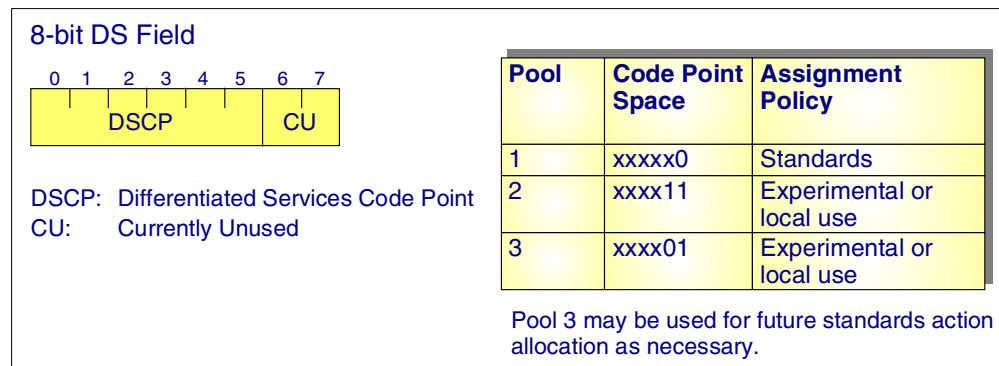 8-bit DS Field
0 1 2 3 4 5 6 7
DSCP CU
DSCP: Differentiated Services Code Point
CU: Currently Unused
Pool Code Point Space Assignment Policy
1 xxxxx0 Standards
2 xxxx11 Experimental or local use
3 xxxx01 Experimental or local use
Pool 3 may be used for future standards action
allocation as necessary.